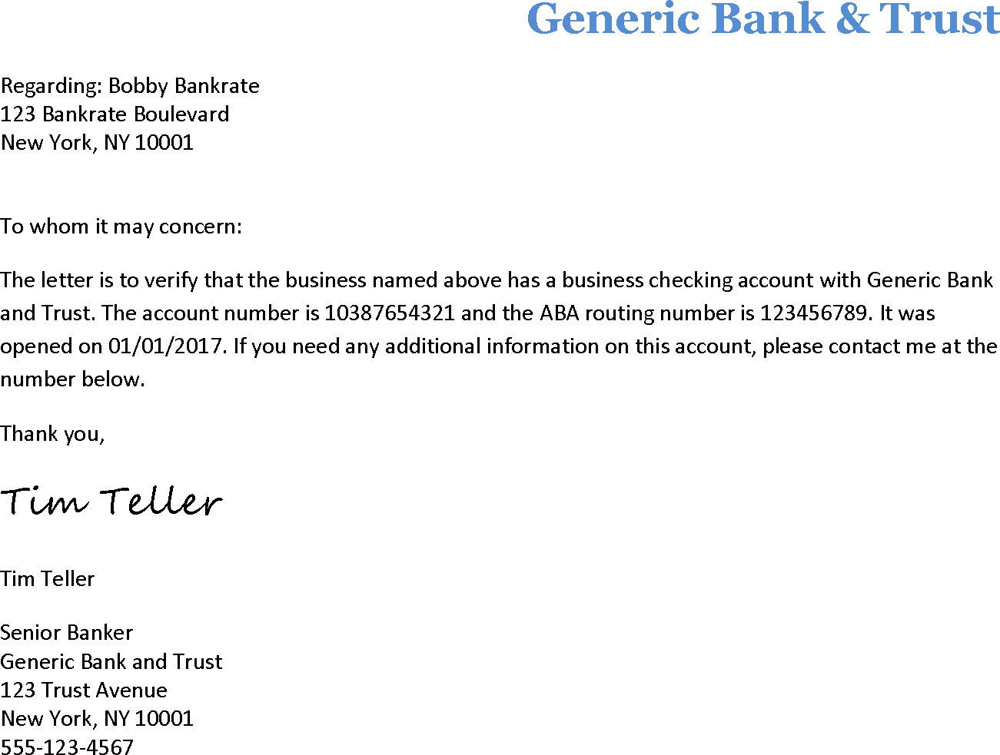 Generic Bank & Trust
Regarding: Bobby Bankrate
123 Bankrate Boulevard
New York, NY 10001
To whom it may concern:
The letter is to verify that the business named above has a business checking account with Generic Bank
and Trust. The account number is 10387654321 and the ABA routing number is 123456789. It was
opened on 01/01/2017. If you need any additional information on this account, please contact me at the
number below.
Thank you,
Tim Teller
Tim Teller
Senior Banker
Generic Bank and Trust
123 Trust Avenue
New York, NY 10001
555-123-4567